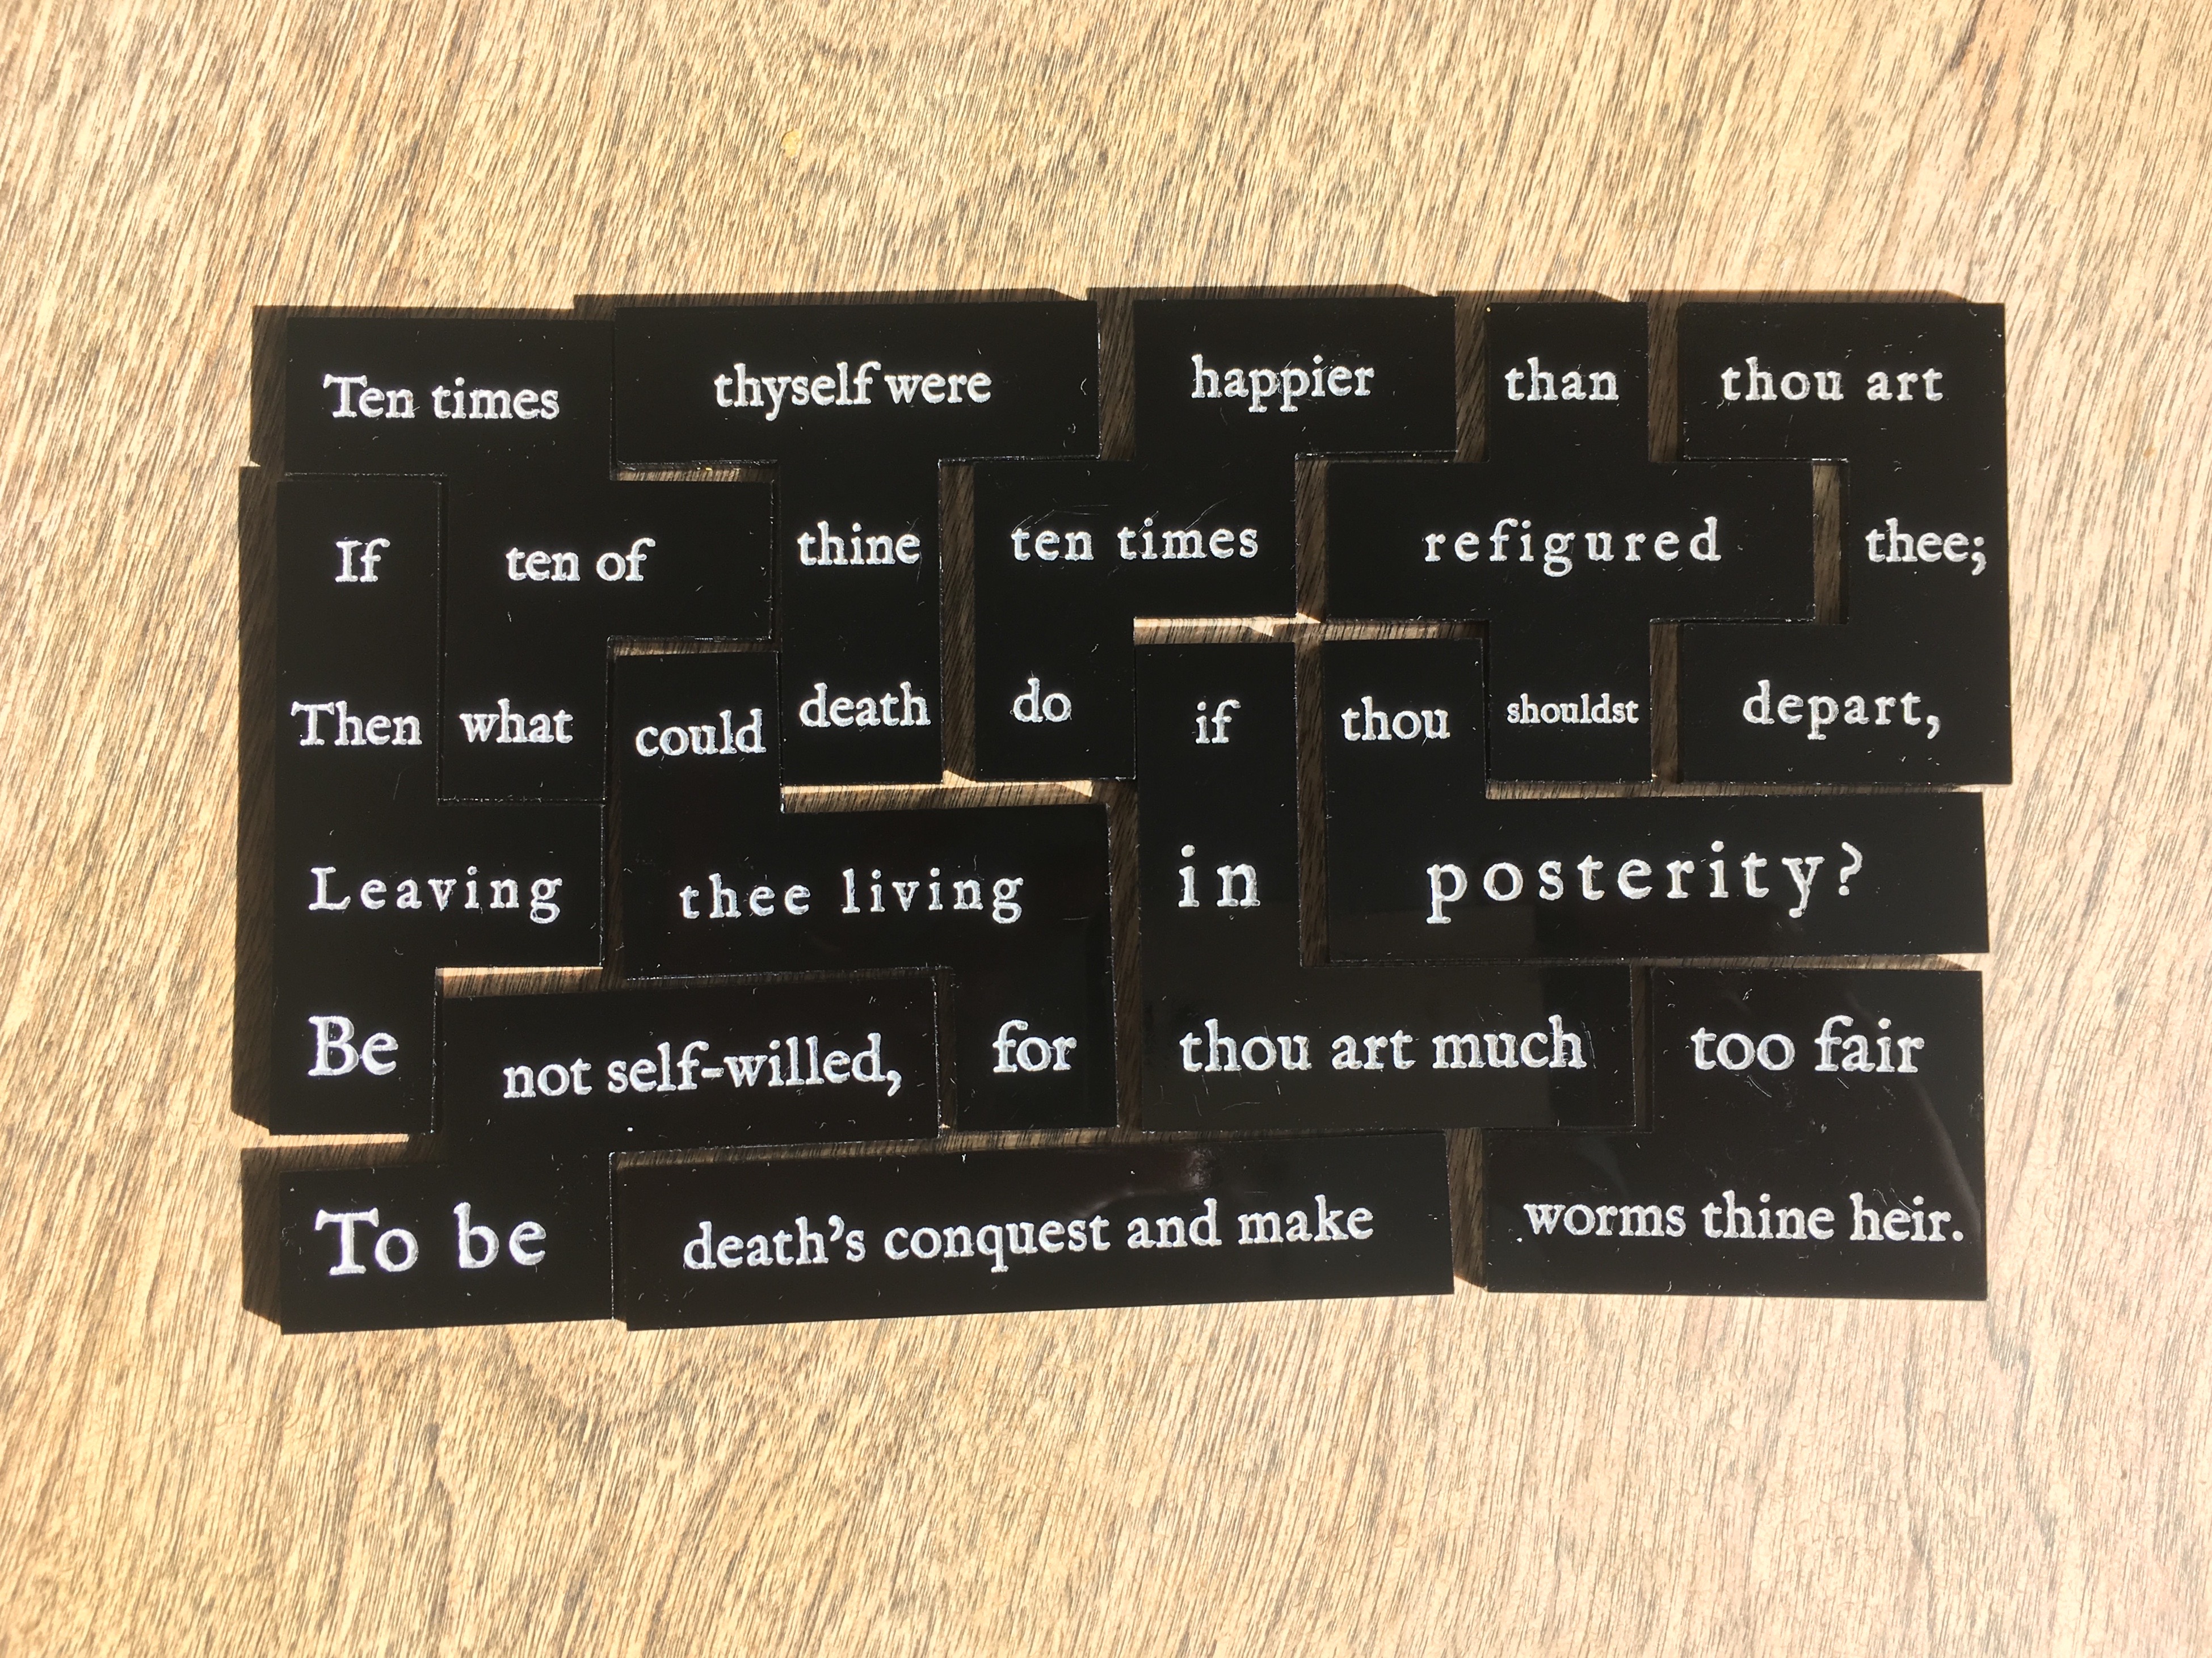 Ten times thyself were happier than thou art
If ten of thine ten times refigured thee;
Then what could death do if thou shouldst depart,
Leaving thee living in posterity?
Be not self-willed, for thou art much too fair
To be death's conquest and make worms thine heir.